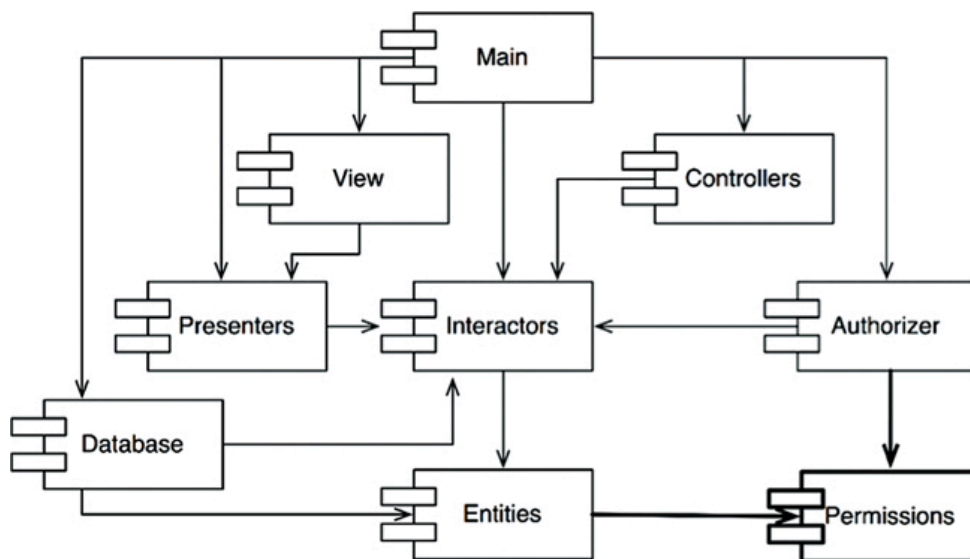 Main
View
Controllers
Presenters
Interactors
Authorizer
Database
Entities
Permissions